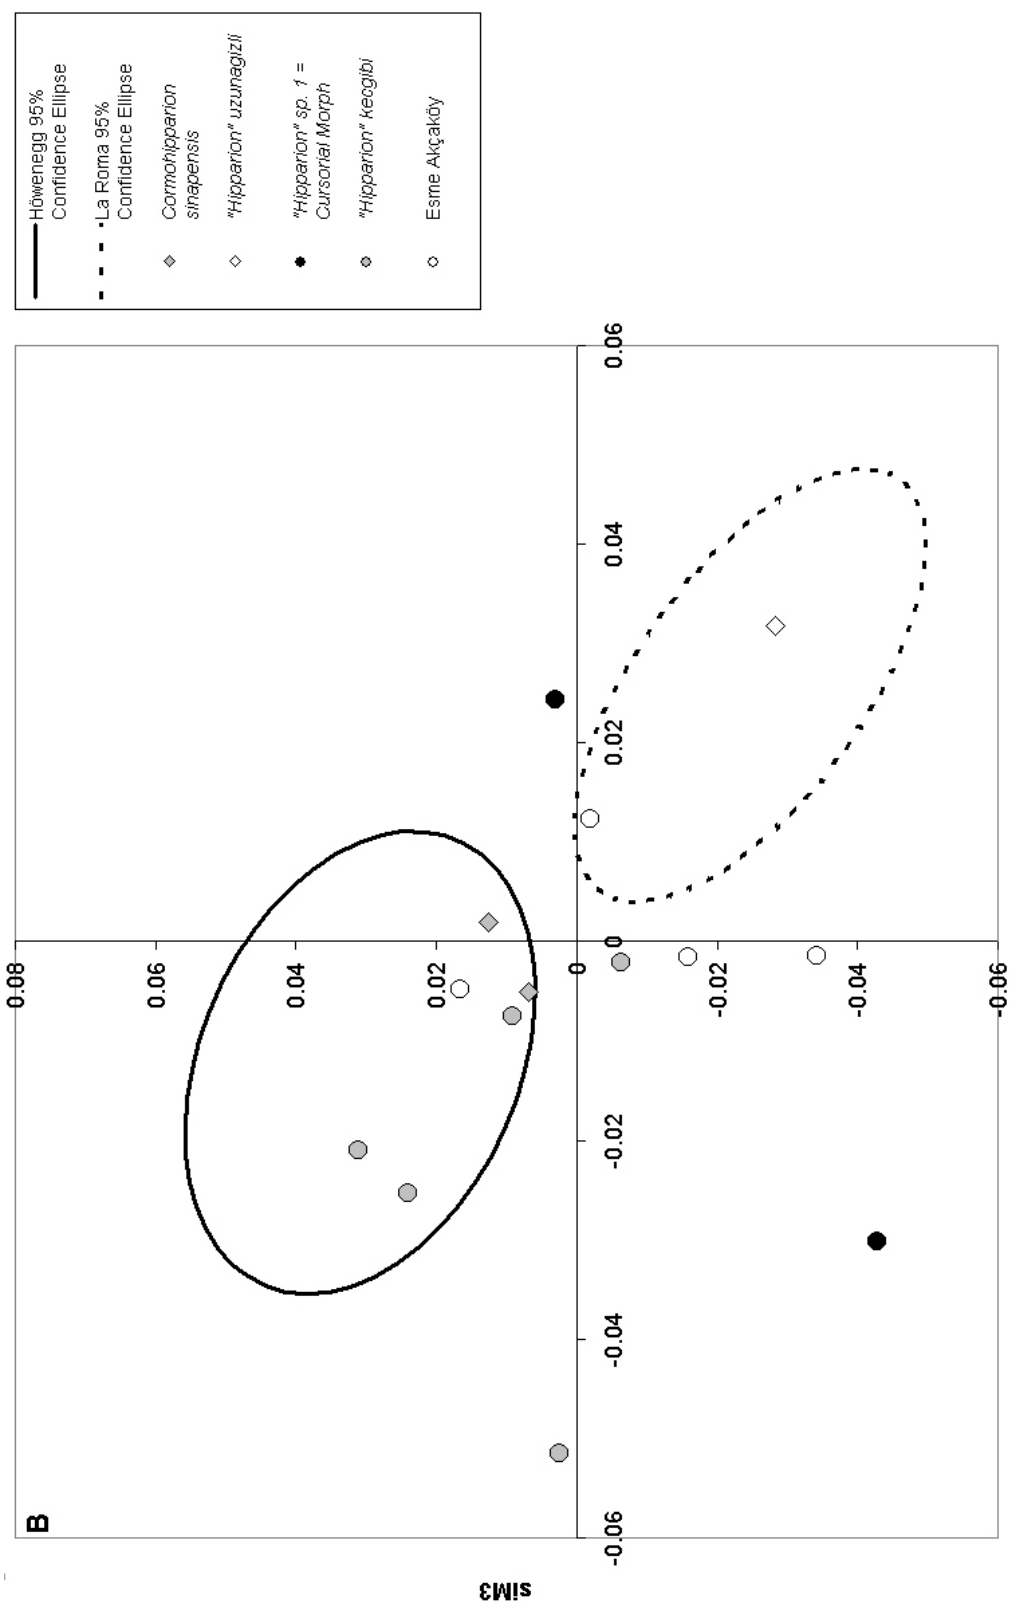 B
siM3
0.08
0.06
0.04
0.02
0
-0.02
-0.04
-0.06
-0.06
-0.04
-0.02
0
0.02
0.04
0.06
Höwenegg 95%
Confidence Ellipse
La Roma 95%
Confidence Ellipse
Cormohipparion
sinapensis
"Hipparion" uzunagizli
"Hipparion" sp. 1 =
Cursorial Morph
"Hipparion" kecgibi
Esme Akçaköy